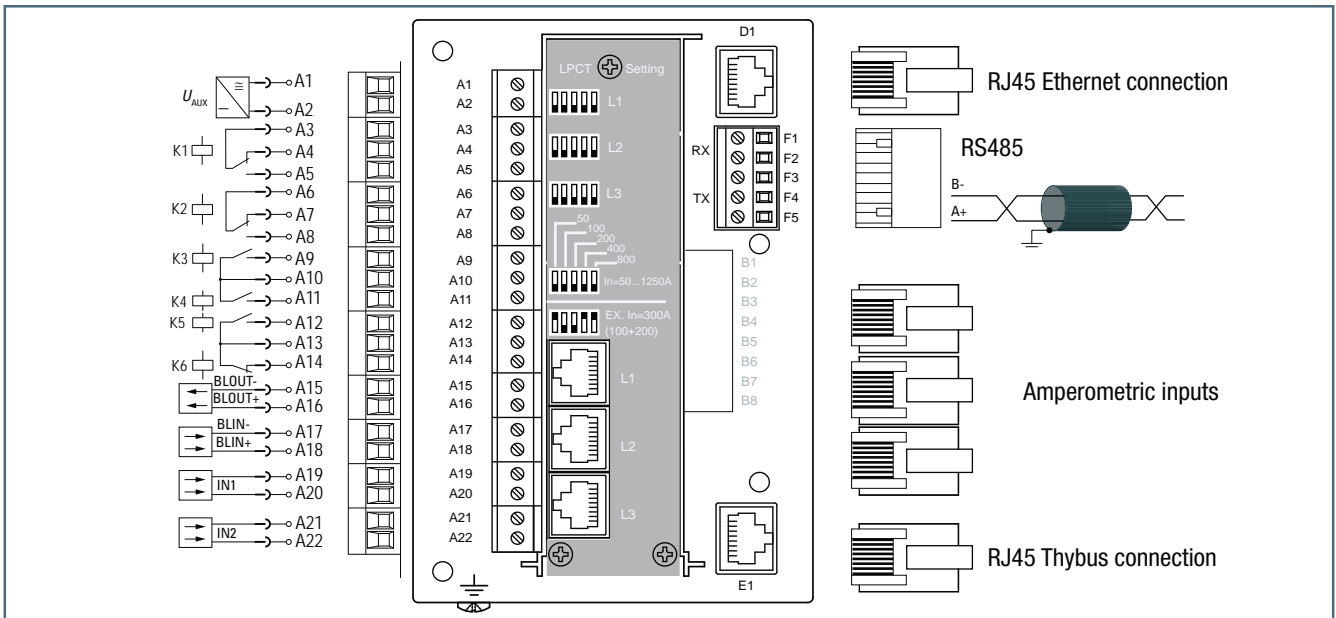 U AUX
A1
A2
A3
K1
A4
A5
A6
K2
A7
A8
K3
A9
A10
K4
A11
K5
A12
A13
K6
A14
BLOUT-
A15
BLOUT+
A16
BLIN-
A17
BLIN+
A18
A19
IN1
A20
A21
IN2
A22
A1
A2
A3
A4
A5
A6
A7
A8
A9
A10
A11
A12
A13
A14
A15
A16
A17
A18
A19
A20
A21
A22
LPCT Setting
L1
L2
L3
50
100
200
400
800
In=50...1250A
EX. In=300A
(100+200)
L1
L2
L3
D1
RX
TX
F1
F2
F3
F4
F5
B1
B2
B3
B4
B5
B6
B7
B8
E1
RJ45 Ethernet connection
RS485
B-
A+
Amperometric inputs
RJ45 Thybus connection